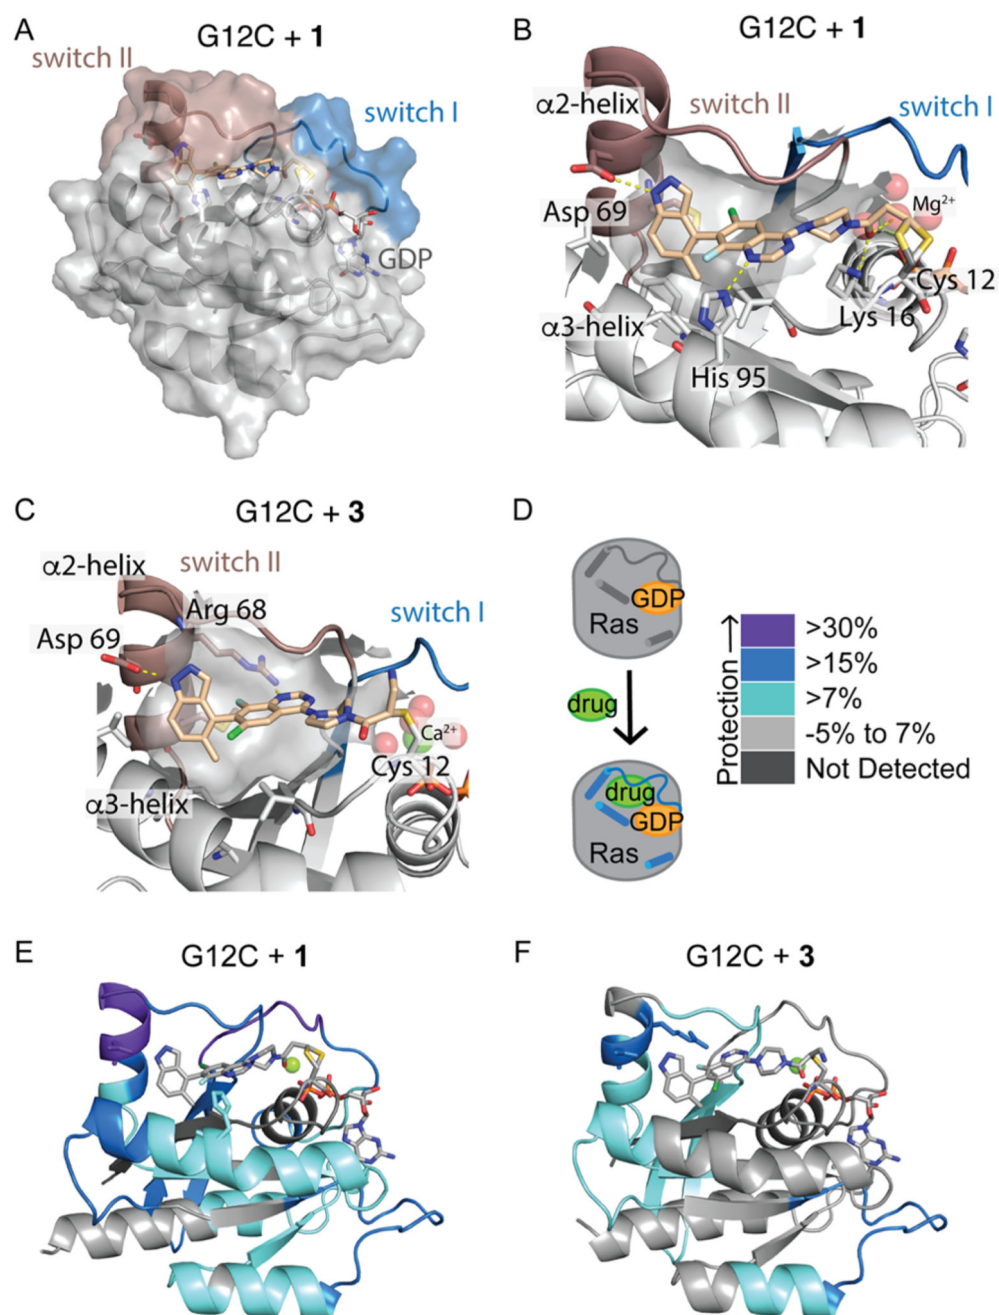 A
G12C + 1
switch II
switch I
GDP
B
G12C + 1
α2-helix
switch II
switch I
Asp 69
Mg²⁺
Cys 12
Lys 16
α3-helix
His 95
C
G12C + 3
α2-helix
switch II
Arg 68
Asp 69
switch I
Ca²⁺
Cys 12
α3-helix
D
GDP
Ras
drug
drug
GDP
Ras
Protection →
>30%
>15%
>7%
-5% to 7%
Not Detected
E
G12C + 1
F
G12C + 3